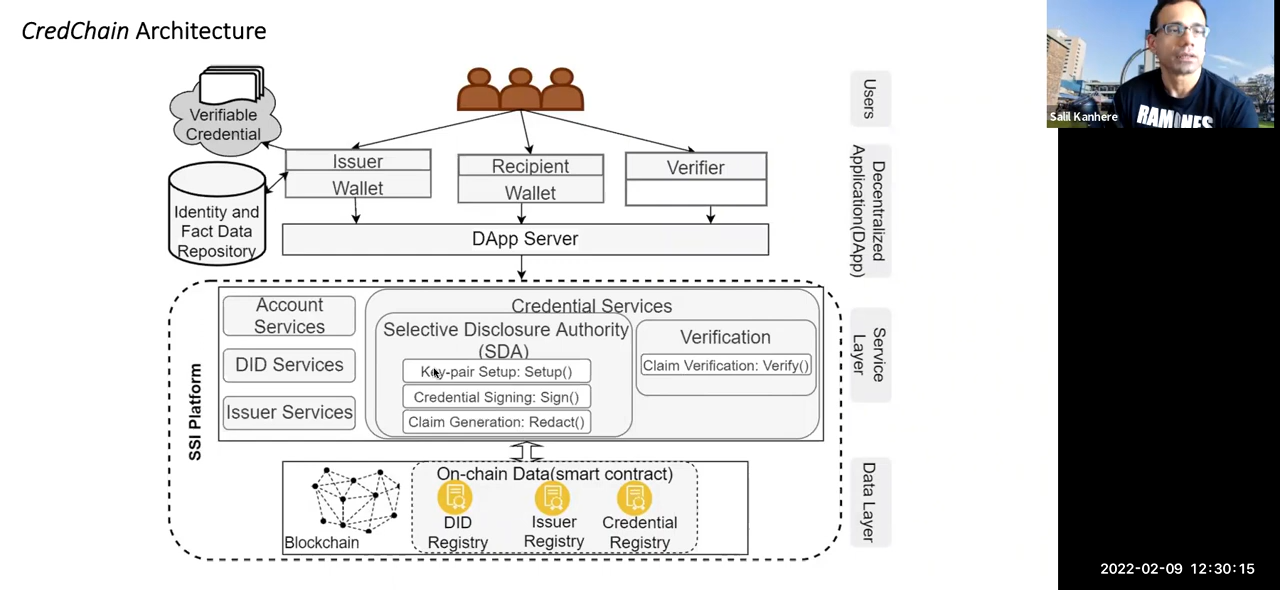 CredChain Architecture
Verifiable
Credential
Identity and
Fact Data
Repository
Issuer
Wallet
Recipient
Wallet
Verifier
DApp Server
Users
Decentralized
Application(DApp)
SSI Platform
Account
Services
DID Services
Issuer Services
Credential Services
Selective Disclosure Authority
(SDA)
Key-pair Setup: Setup()
Credential Signing: Sign()
Claim Generation: Redact()
Verification
Claim Verification: Verify()
Service
Layer
On-chain Data(smart contract)
Blockchain
DID
Registry
Issuer
Registry
Credential
Registry
Data Layer
Salil Kanhere
RAMONES
2022-02-09 12:30:15